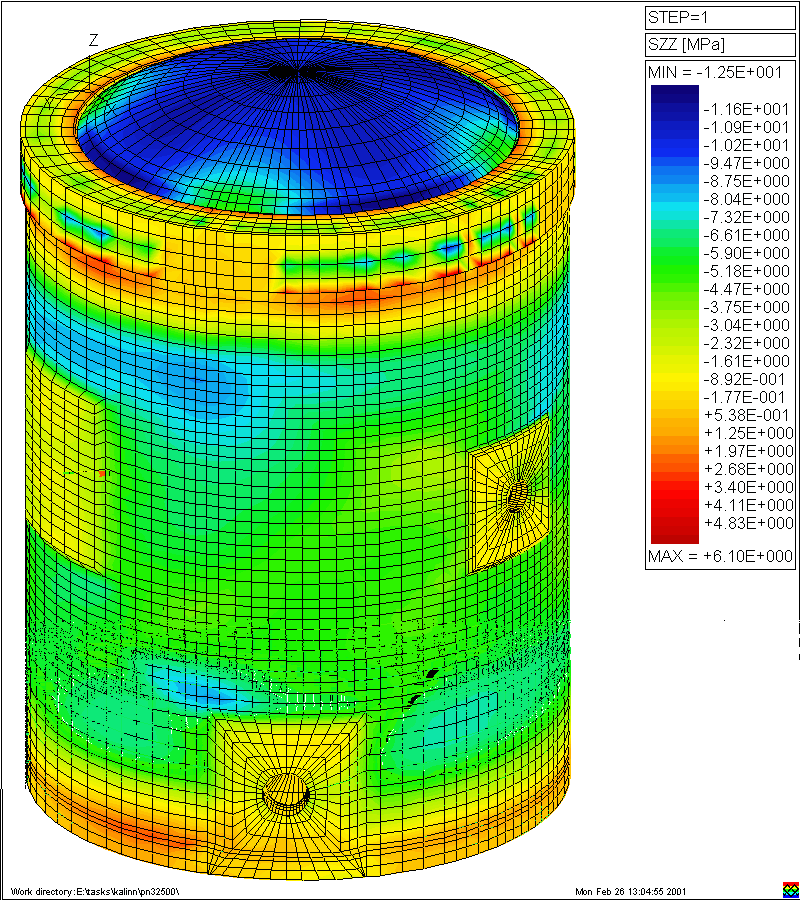 STEP=1
SZZ [MPa]
MIN = -1.25E+001
Z
-1.16E+001
-1.09E+001
-1.02E+001
-9.47E+000
-8.75E+000
-8.04E+000
-7.32E+000
-6.61E+000
-5.90E+000
-5.18E+000
-4.47E+000
-3.75E+000
-3.04E+000
-2.32E+000
-1.61E+000
-8.92E-001
-1.77E-001
+5.38E-001
+1.25E+000
+1.97E+000
+2.68E+000
+3.40E+000
+4.11E+000
+4.83E+000
MAX = +6.10E+000
Work directory:E:\tasks\kalinn\pn32500\
Mon Feb 26 13:04:55 2001